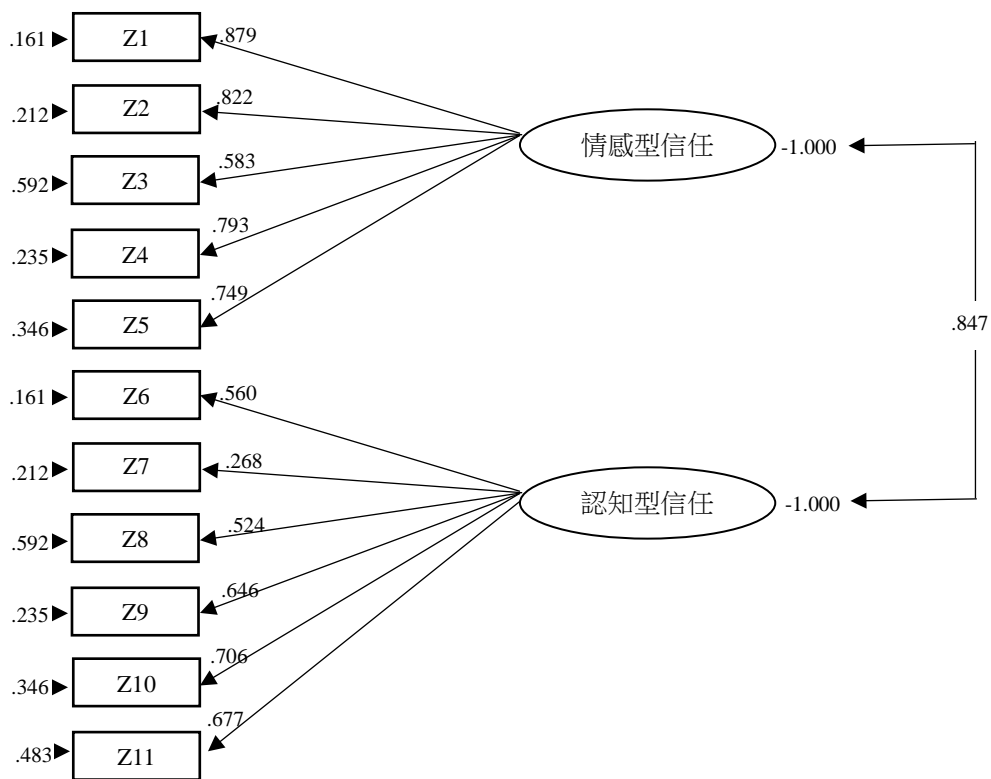 .161 Z1 .879
.212 Z2 .822
情感型信任 -1.000
.592 Z3 .583
.235 Z4 .793
.346 Z5 .749
.847
.161 Z6 .560
.212 Z7 .268
認知型信任 -1.000
.592 Z8 .524
.235 Z9 .646
.346 Z10 .706
.483 Z11 .677